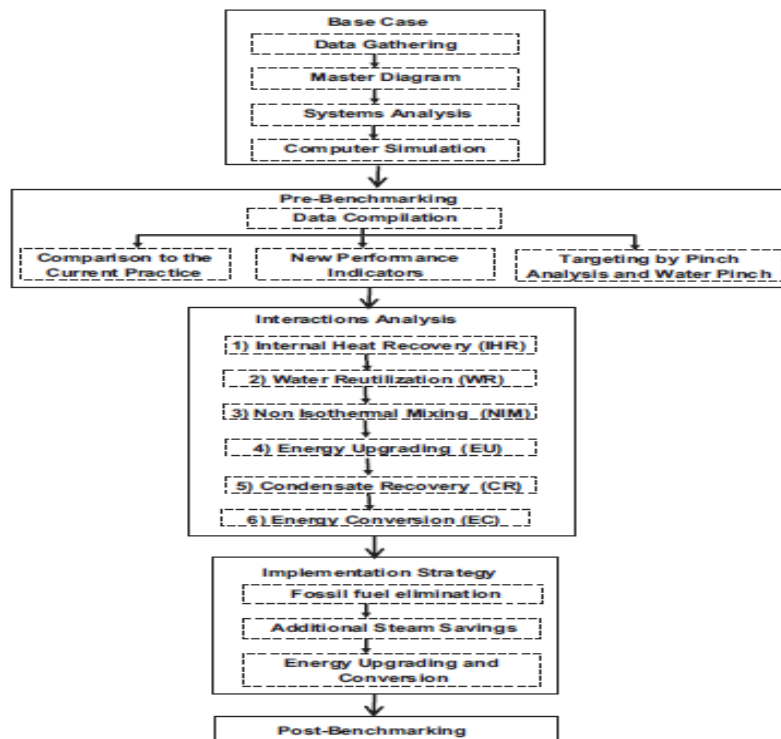 Base Case
Data Gathering
Master Diagram
Systems Analysis
Computer Simulation
Pre-Benchmarking
Data Compilation
Comparison to the
Current Practice
New Performance
Indicators
Targeting by Pinch
Analysis and Water Pinch
Interactions Analysis
1) Internal Heat Recovery (IHR)
2) Water Reutilization (WR)
3) Non Isothermal Mixing (NIM)
4) Energy Upgrading (EU)
5) Condensate Recovery (CR)
6) Energy Conversion (EC)
Implementation Strategy
Fossil fuel elimination
Additional Steam Savings
Energy Upgrading and
Conversion
Post-Benchmarking